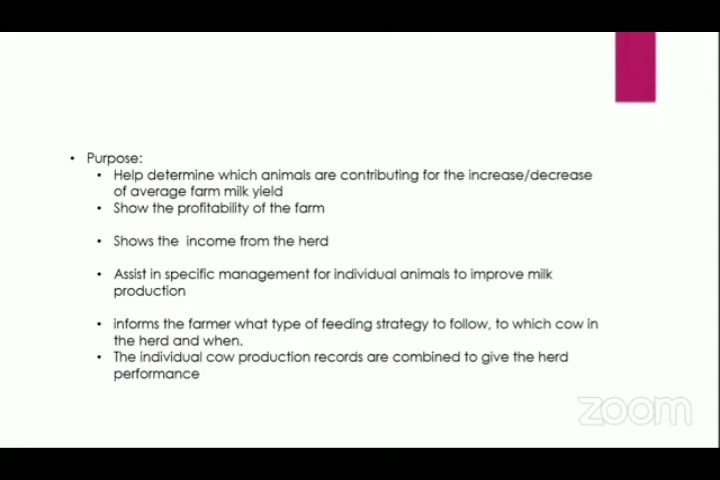 • Purpose:
• Help determine which animals are contributing for the increase/decrease
of average farm milk yield
• Show the profitability of the farm
• Shows the income from the herd
• Assist in specific management for individual animals to improve milk
production
• informs the farmer what type of feeding strategy to follow, to which cow in
the herd and when.
• The individual cow production records are combined to give the herd
performance
zoom